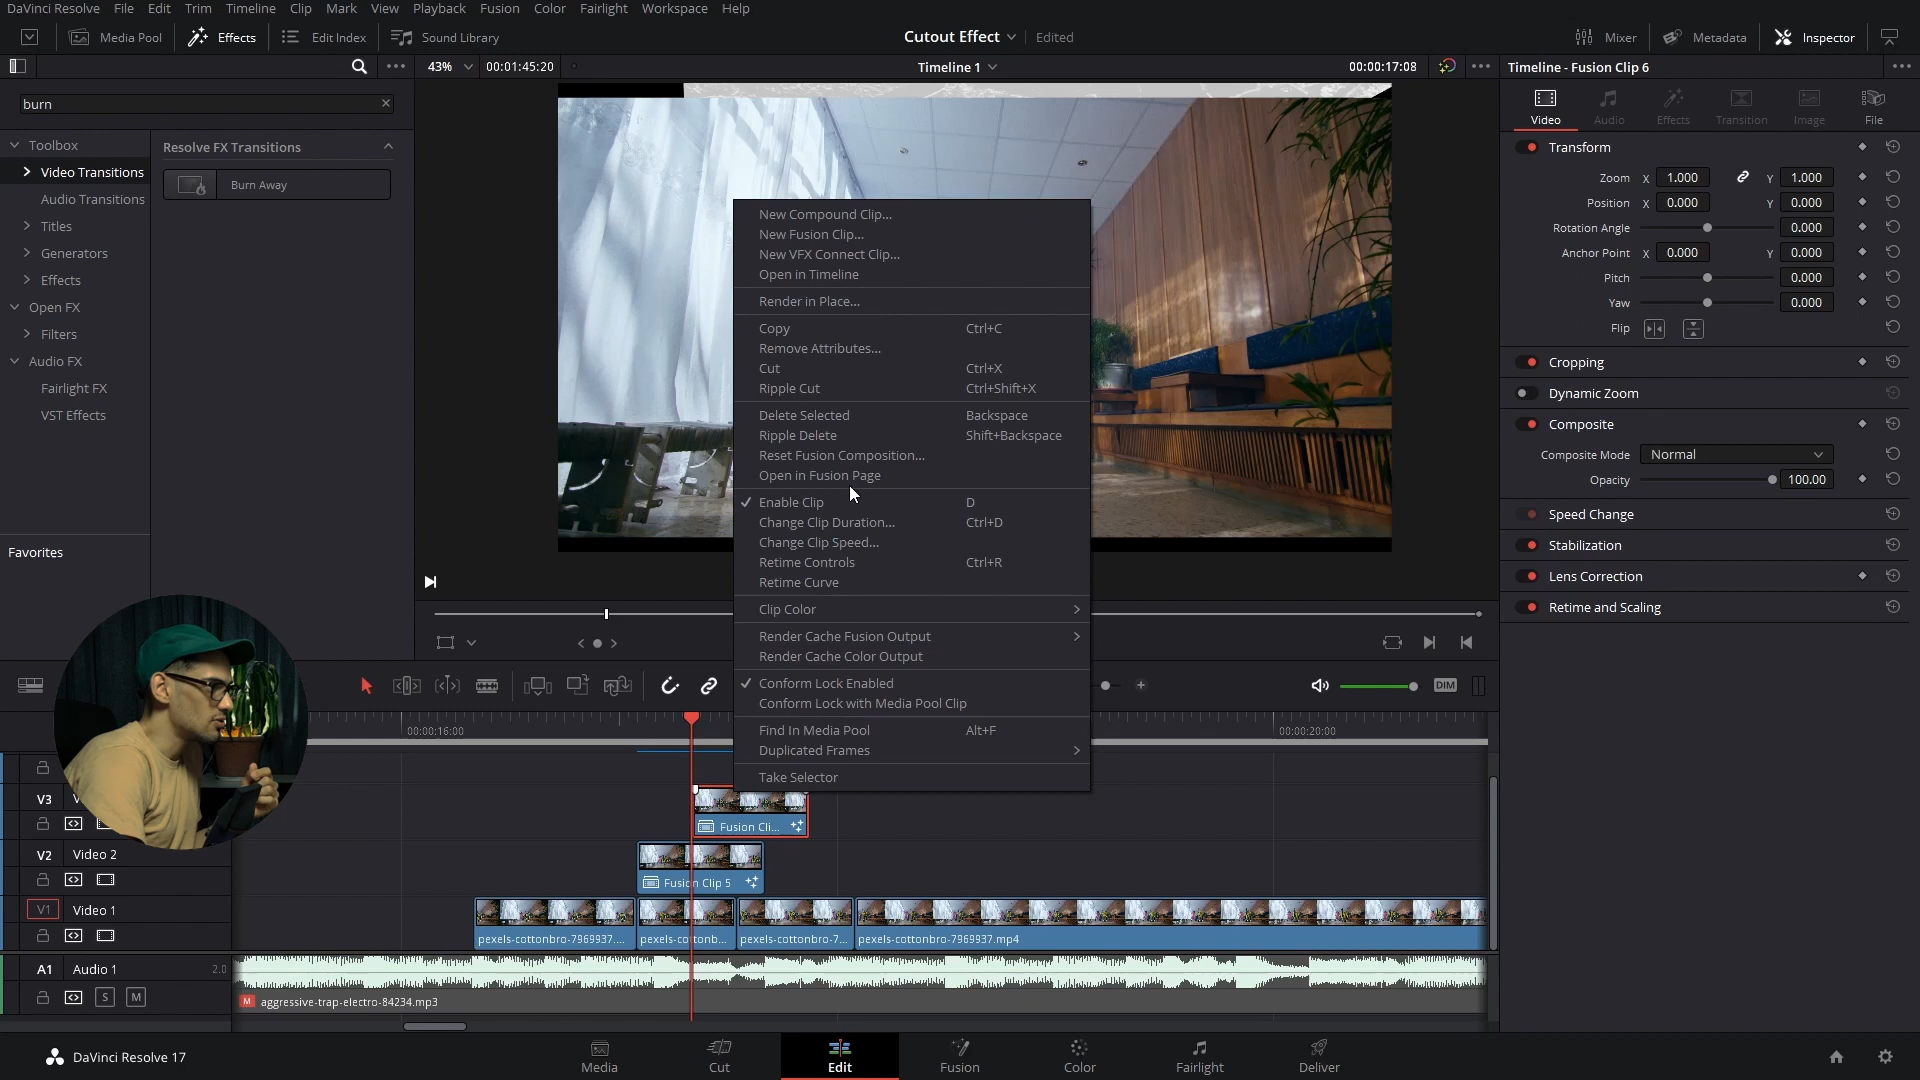 DaVinci Resolve File Edit Trim Timeline Clip Mark View Playback Fusion Color Fairlight Workspace Help
Media Pool Effects Edit Index Sound Library Cutout Effect Edited Mixer Metadata Inspector
43% 00:01:45:20 Timeline 1 00:00:17:08 Timeline - Fusion Clip 6
burn
Toolbox
Video Transitions
Audio Transitions
Titles
Generators
Effects
Open FX
Filters
Audio FX
Fairlight FX
VST Effects
Favorites
Resolve FX Transitions
Burn Away
New Compound Clip...
New Fusion Clip...
New VFX Connect Clip...
Open in Timeline
Render in Place...
Copy Ctrl+C
Remove Attributes...
Cut Ctrl+X
Ripple Cut Ctrl+Shift+X
Delete Selected Backspace
Ripple Delete Shift+Backspace
Reset Fusion Composition...
Open in Fusion Page
Enable Clip D
Change Clip Duration... Ctrl+D
Change Clip Speed...
Retime Controls Ctrl+R
Retime Curve
Clip Color
Render Cache Fusion Output
Render Cache Color Output
Conform Lock Enabled
Conform Lock with Media Pool Clip
Find In Media Pool Alt+F
Duplicated Frames
Take Selector
Video Audio Effects Transition Image File
Transform
Zoom X 1.000 Y 1.000
Position X 0.000 Y 0.000
Rotation Angle 0.000
Anchor Point X 0.000 Y 0.000
Pitch 0.000
Yaw 0.000
Flip
Cropping
Dynamic Zoom
Composite
Composite Mode Normal
Opacity 100.00
Speed Change
Stabilization
Lens Correction
Retime and Scaling
DIM
00:00:16:00 00:00:20:00
V3
Fusion Cli...
V2 Video 2
Fusion Clip 5
V1 Video 1
pexels-cottonbro-7969937.... pexels-cottonb... pexels-cottonbro-7... pexels-cottonbro-7969937.mp4
A1 Audio 1 2.0
S M
M aggressive-trap-electro-84234.mp3
DaVinci Resolve 17
Media Cut Edit Fusion Color Fairlight Deliver